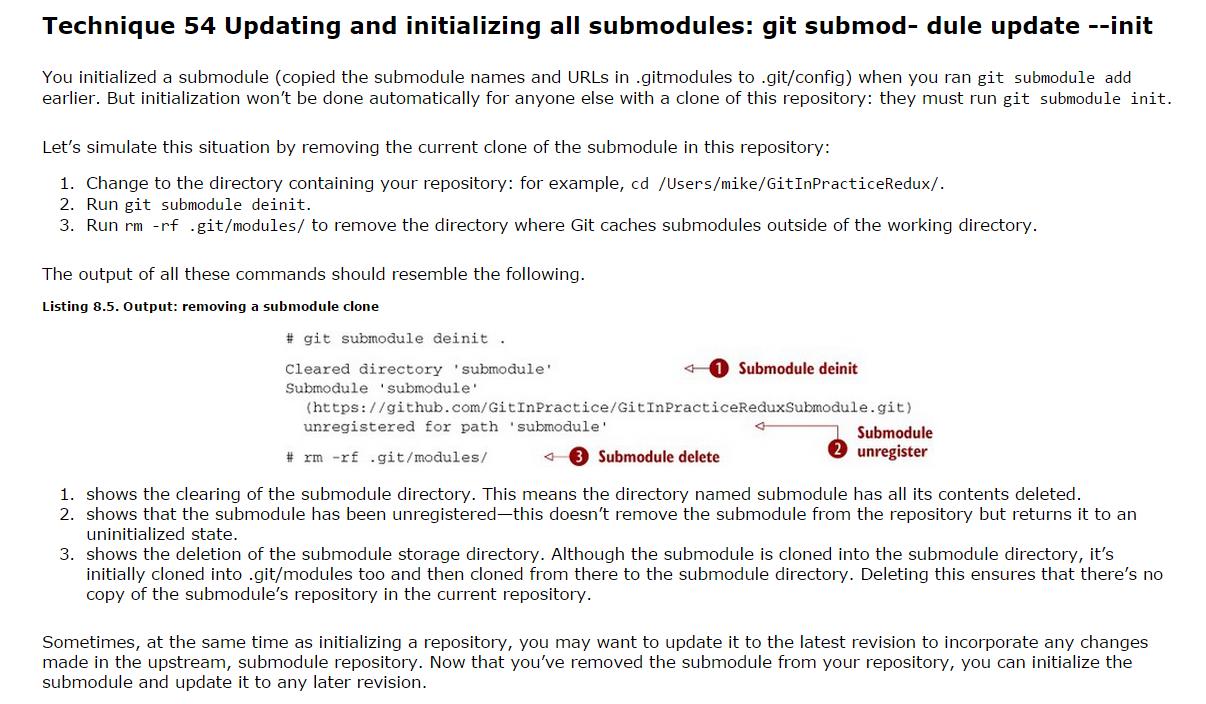 Technique 54 Updating and initializing all submodules: git submod- dule update --init
You initialized a submodule (copied the submodule names and URLs in .gitmodules to .git/config) when you ran git submodule add
earlier. But initialization won’t be done automatically for anyone else with a clone of this repository: they must run git submodule init.
Let’s simulate this situation by removing the current clone of the submodule in this repository:
1. Change to the directory containing your repository: for example, cd /Users/mike/GitInPracticeRedux/.
2. Run git submodule deinit.
3. Run rm -rf .git/modules/ to remove the directory where Git caches submodules outside of the working directory.
The output of all these commands should resemble the following.
Listing 8.5. Output: removing a submodule clone
# git submodule deinit .
Cleared directory 'submodule' 1 Submodule deinit
Submodule 'submodule'
(https://github.com/GitInPractice/GitInPracticeReduxSubmodule.git)
unregistered for path 'submodule'
2 Submodule
unregister
# rm -rf .git/modules/ 3 Submodule delete
1. shows the clearing of the submodule directory. This means the directory named submodule has all its contents deleted.
2. shows that the submodule has been unregistered—this doesn’t remove the submodule from the repository but returns it to an
uninitialized state.
3. shows the deletion of the submodule storage directory. Although the submodule is cloned into the submodule directory, it’s
initially cloned into .git/modules too and then cloned from there to the submodule directory. Deleting this ensures that there’s no
copy of the submodule’s repository in the current repository.
Sometimes, at the same time as initializing a repository, you may want to update it to the latest revision to incorporate any changes
made in the upstream, submodule repository. Now that you’ve removed the submodule from your repository, you can initialize the
submodule and update it to any later revision.